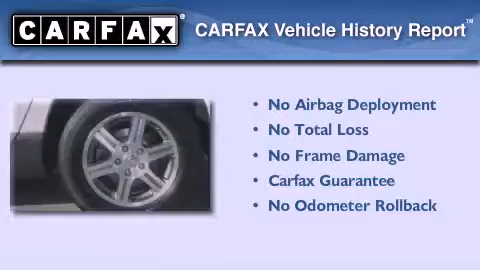 CARFAX ® CARFAX Vehicle History Report™
• No Airbag Deployment
• No Total Loss
• No Frame Damage
• Carfax Guarantee
• No Odometer Rollback